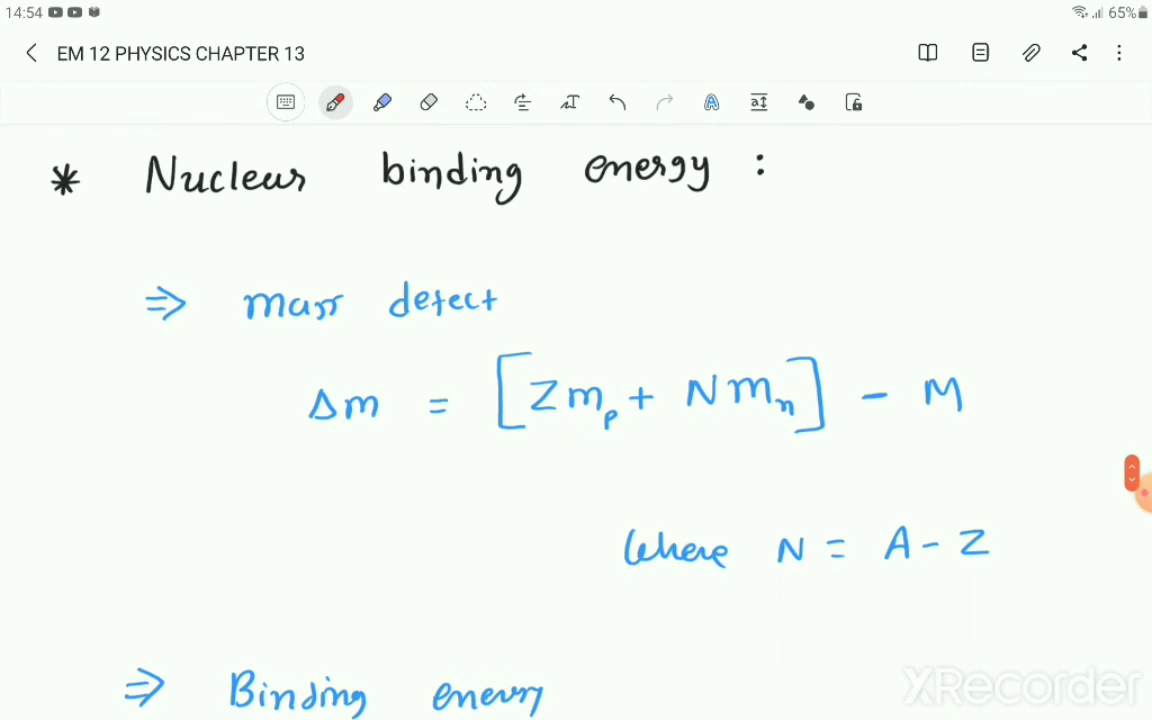 14:54 65%
EM 12 PHYSICS CHAPTER 13
* Nucleus binding energy :
⇒ mass defect
Δm = [Zmₚ + Nmₙ] - M
Where N = A - Z
⇒ Binding energy
XRecorder